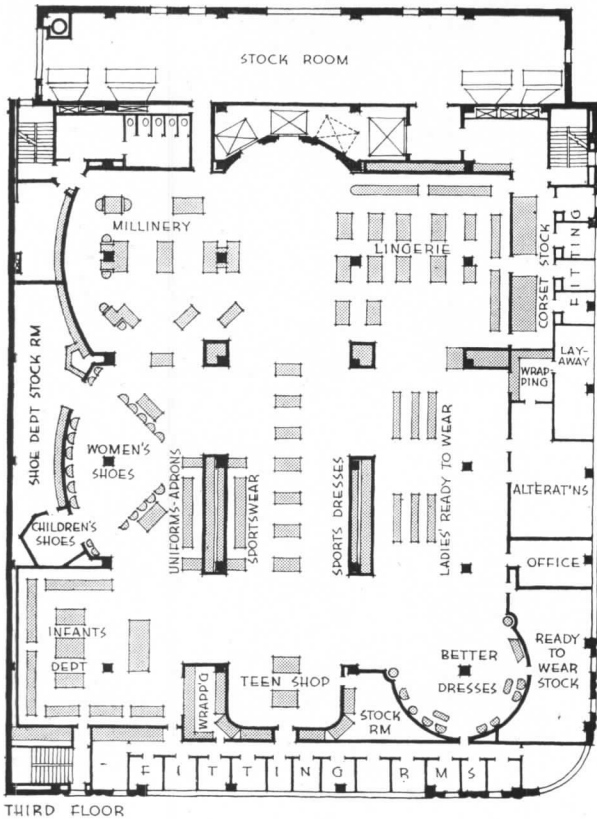 STOCK ROOM
MILLINERY
LINGERIE
CORSET STOCK
FITTING
LAY-
AWAY
WRAP-
PING
SHOE DEPT STOCK RM
WOMEN'S
SHOES
CHILDREN'S
SHOES
UNIFORMS-APRONS
SPORTSWEAR
SPORTS DRESSES
LADIES' READY TO WEAR
ALTERAT'NS
OFFICE
INFANTS
DEPT
WRAPP'G
TEEN SHOP
STOCK
RM
BETTER
DRESSES
READY
TO
WEAR
STOCK
FITTING RMS
THIRD FLOOR